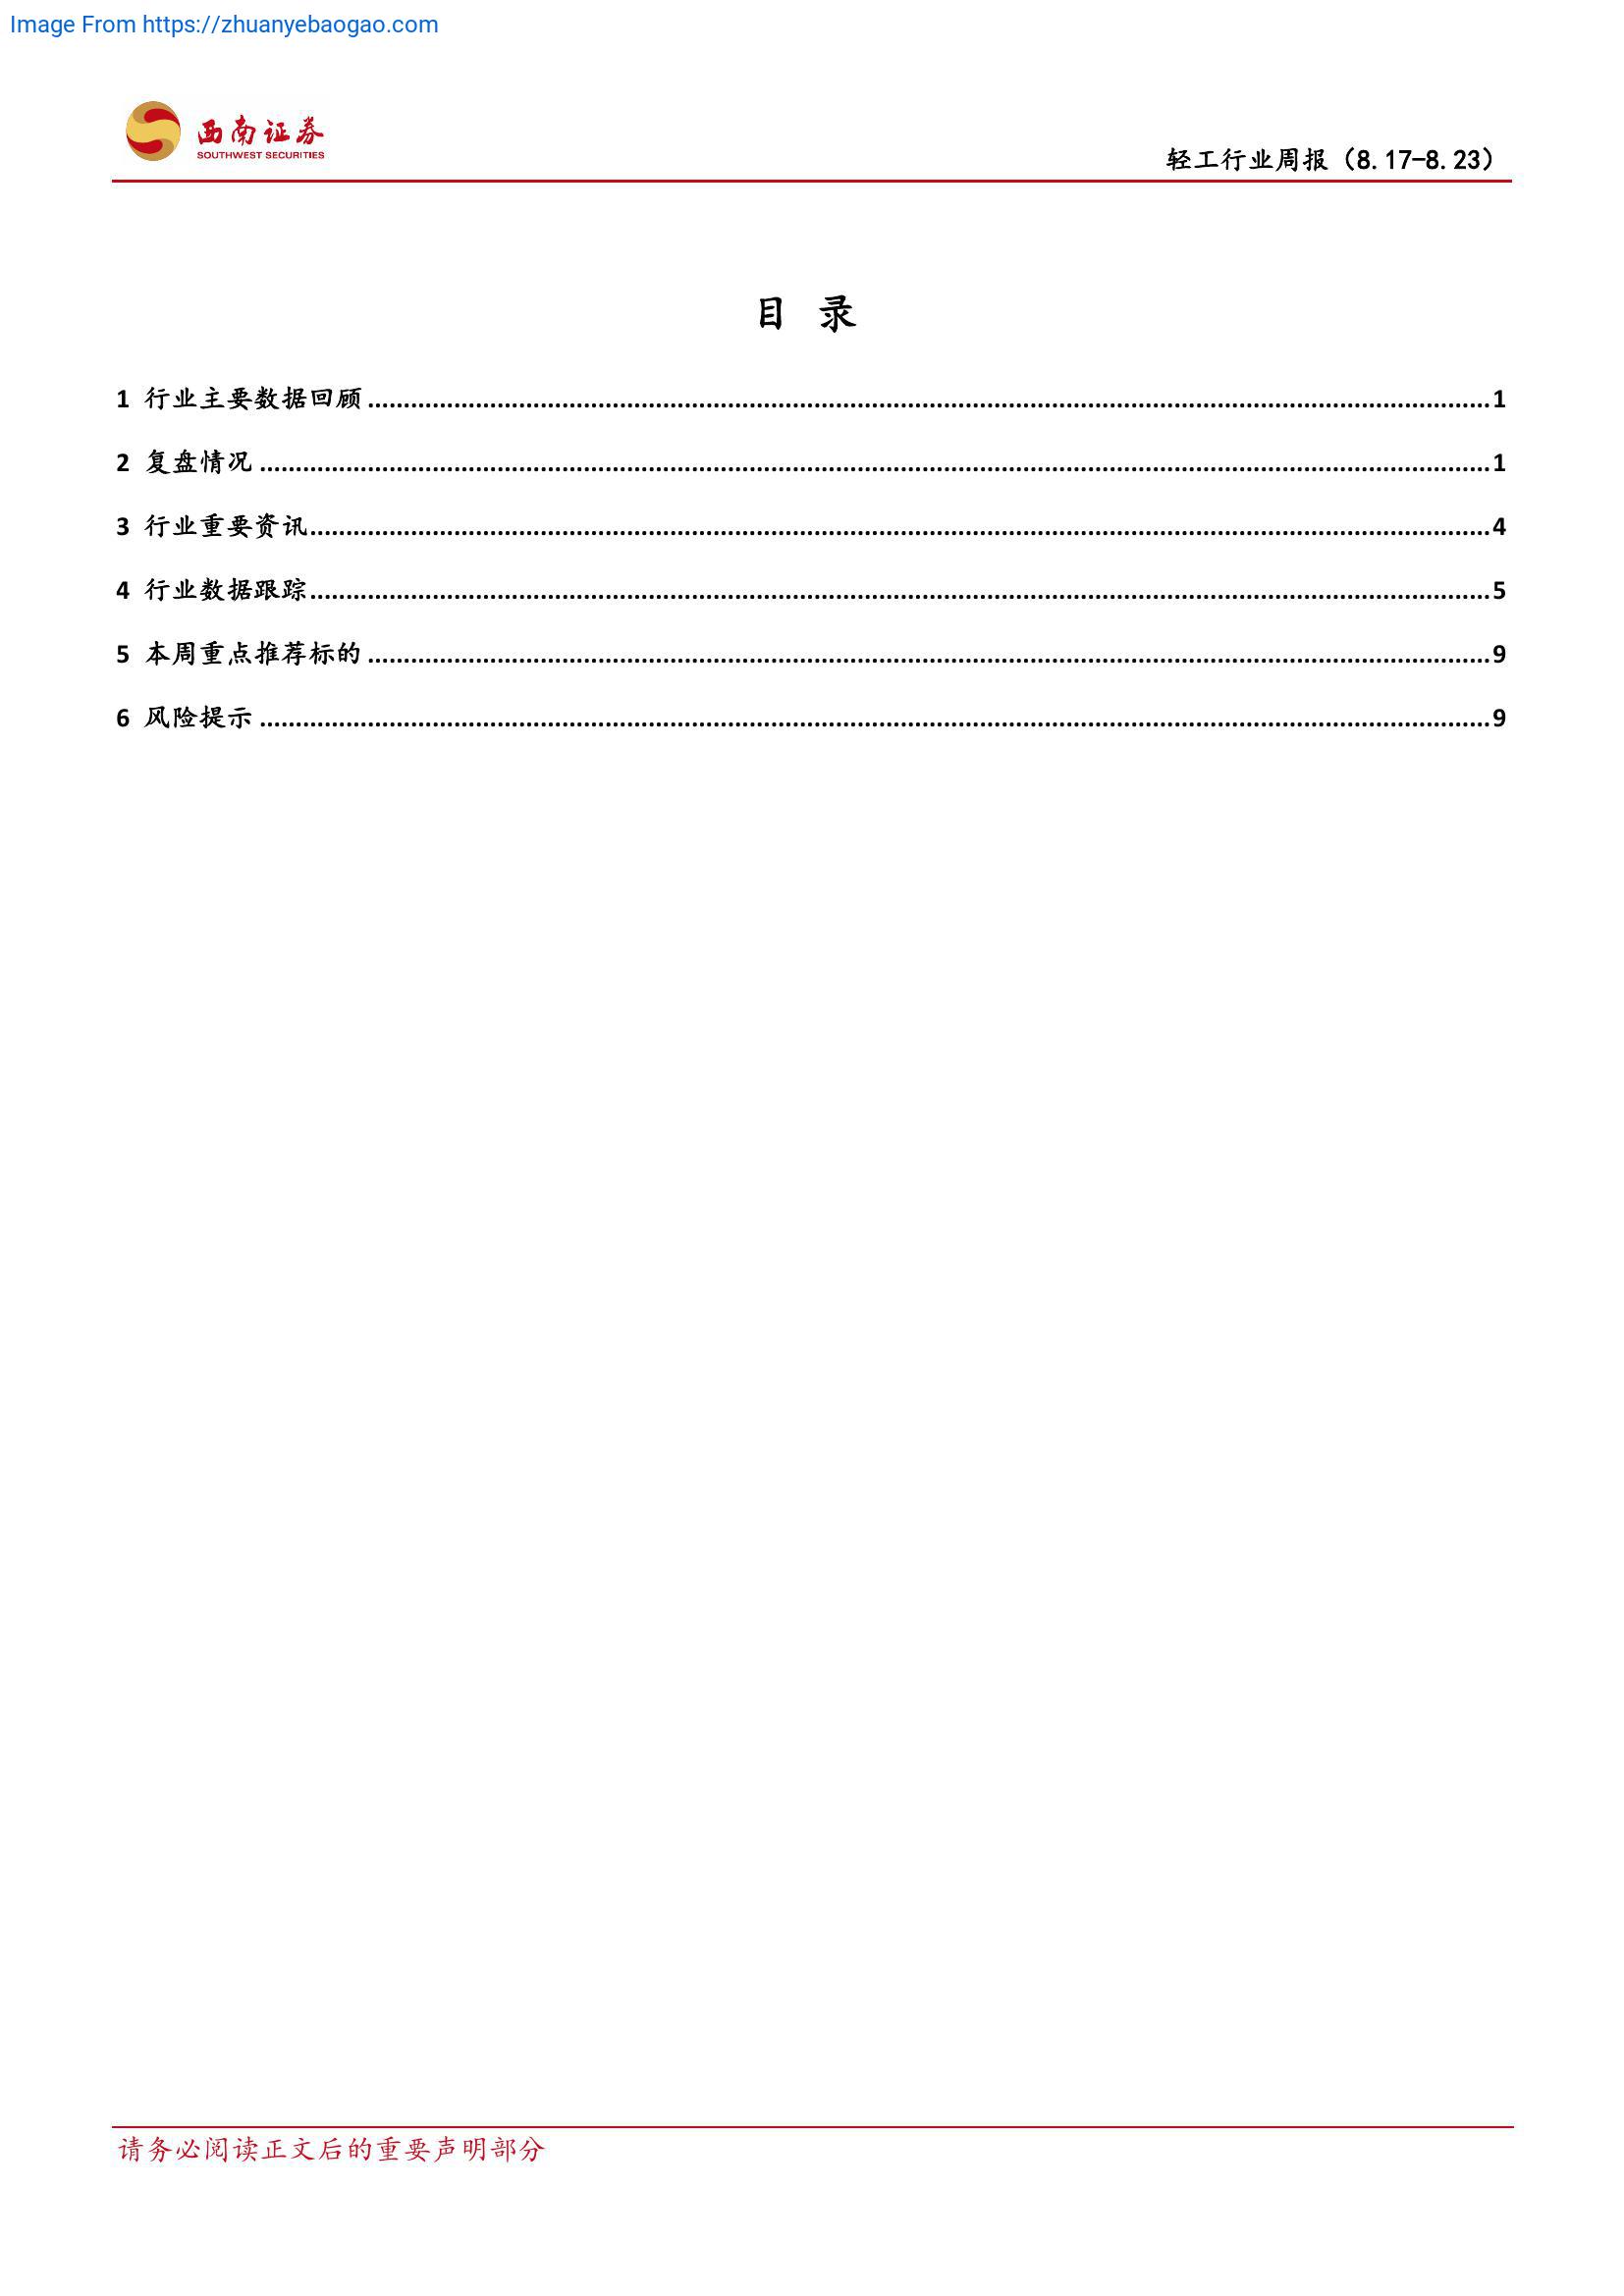 Image From https://zhuanyebaogao.com
西南证券
SOUTHWEST SECURITIES
轻工行业周报（8.17-8.23）
目 录
1 行业主要数据回顾........................................1
2 复盘情况........................................1
3 行业重要资讯........................................4
4 行业数据跟踪........................................5
5 本周重点推荐标的........................................9
6 风险提示........................................9
请务必阅读正文后的重要声明部分